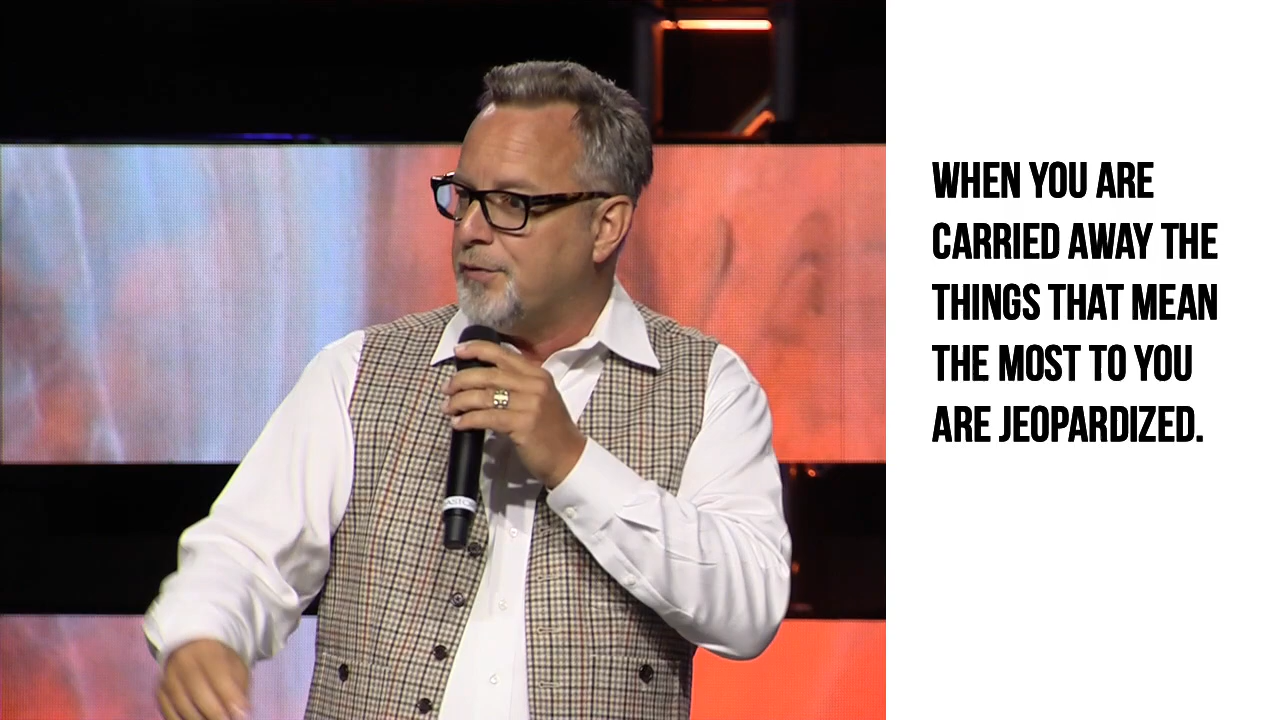 WHEN YOU ARE
CARRIED AWAY THE
THINGS THAT MEAN
THE MOST TO YOU
ARE JEOPARDIZED.